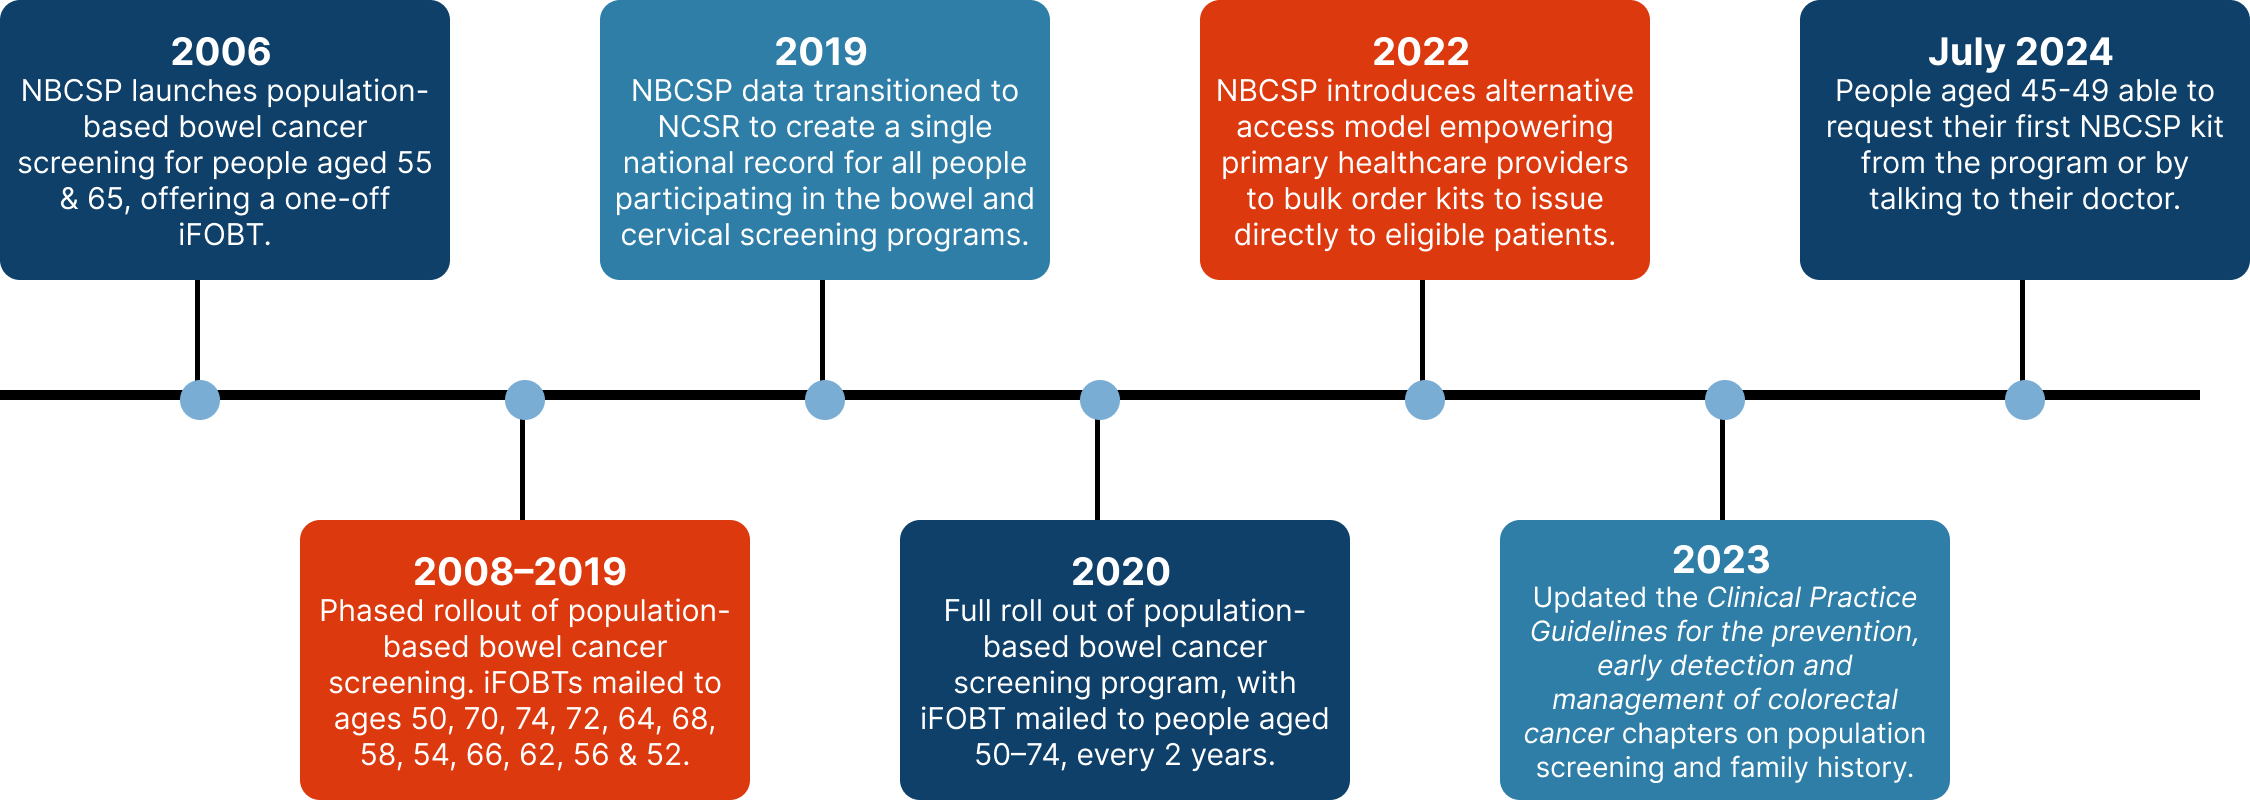 2006
NBCSP launches population-
based bowel cancer
screening for people aged 55
& 65, offering a one-off
iFOBT.
2008–2019
Phased rollout of population-
based bowel cancer
screening. iFOBTs mailed to
ages 50, 70, 74, 72, 64, 68,
58, 54, 66, 62, 56 & 52.
2019
NBCSP data transitioned to
NCSR to create a single
national record for all people
participating in the bowel and
cervical screening programs.
2020
Full roll out of population-
based bowel cancer
screening program, with
iFOBT mailed to people aged
50–74, every 2 years.
2022
NBCSP introduces alternative
access model empowering
primary healthcare providers
to bulk order kits to issue
directly to eligible patients.
2023
Updated the Clinical Practice
Guidelines for the prevention,
early detection and
management of colorectal
cancer chapters on population
screening and family history.
July 2024
People aged 45-49 able to
request their first NBCSP kit
from the program or by
talking to their doctor.